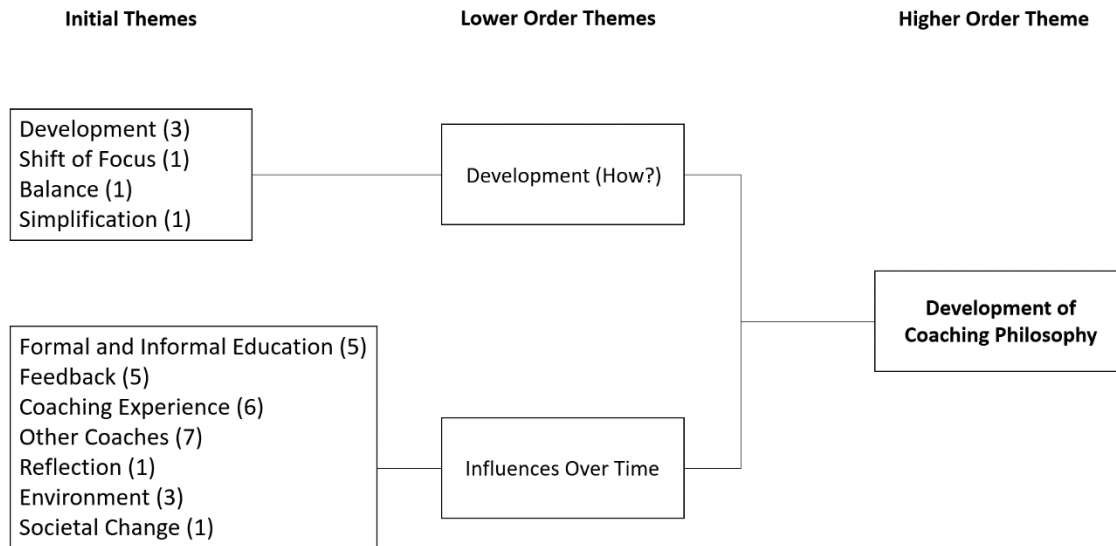 Initial Themes
Lower Order Themes
Higher Order Theme
Development (3)
Shift of Focus (1)
Balance (1)
Simplification (1)
Development (How?)
Development of
Coaching Philosophy
Formal and Informal Education (5)
Feedback (5)
Coaching Experience (6)
Other Coaches (7)
Reflection (1)
Environment (3)
Societal Change (1)
Influences Over Time